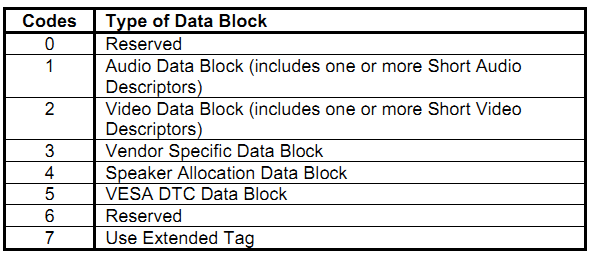 Codes Type of Data Block
0 Reserved
1 Audio Data Block (includes one or more Short Audio
Descriptors)
2 Video Data Block (includes one or more Short Video
Descriptors)
3 Vendor Specific Data Block
4 Speaker Allocation Data Block
5 VESA DTC Data Block
6 Reserved
7 Use Extended Tag